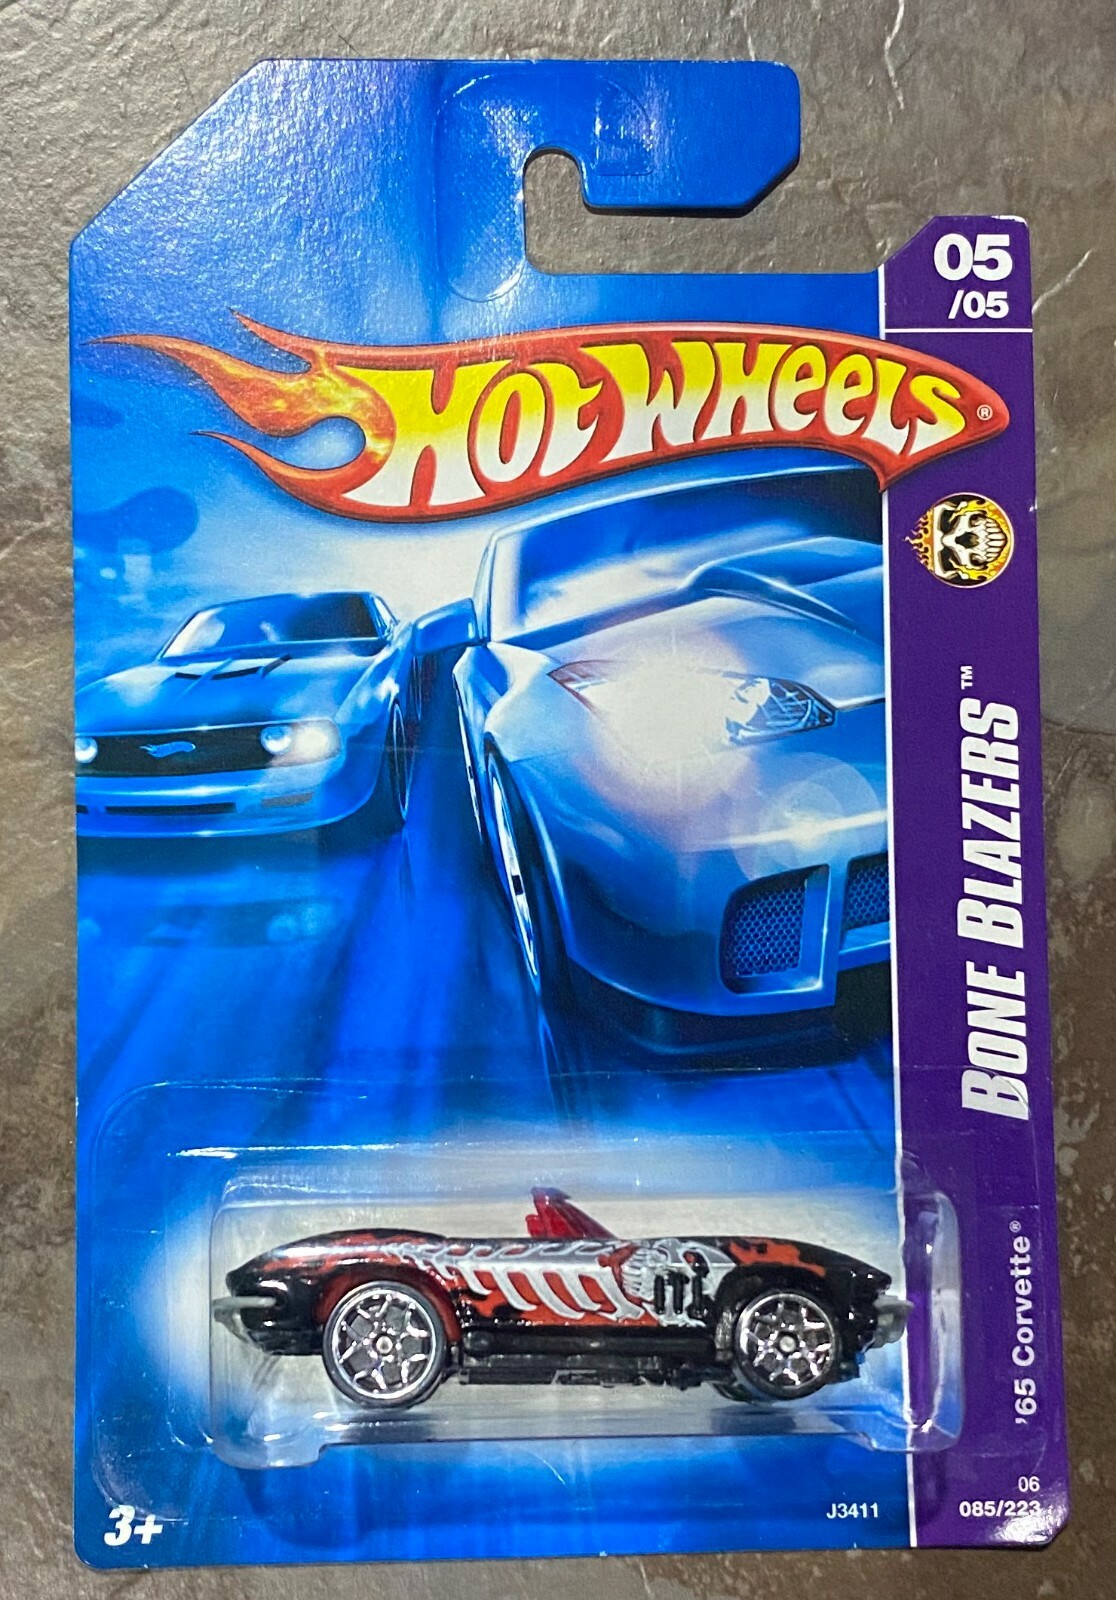 05
/05
HOT WHEELS®
BONE BLAZERS™
'65 Corvette®
3+
J3411
06
085/223